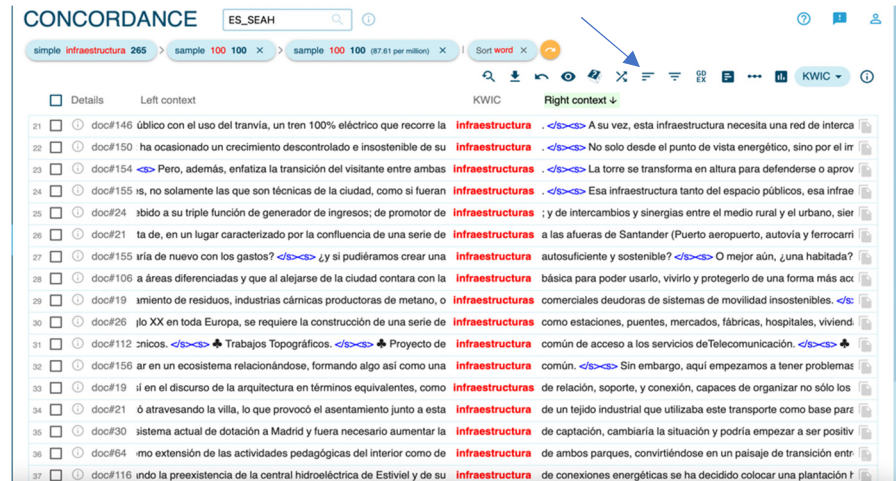 CONCORDANCE ES_SEAH
simple infraestructura 265 sample 100 100 sample 100 100 (87.61 per million) Sort word
GD EX KWIC
Details Left context KWIC Right context
21 doc#146 úblico con el uso del tranvía, un tren 100% eléctrico que recorre la infraestructura . </s><s> A su vez, esta infraestructura necesita una red de interca
22 doc#150 ha ocasionado un crecimiento descontrolado e insostenible de su infraestructura . </s><s> No solo desde el punto de vista energético, sino por el im
23 doc#154 <s> Pero, además, enfatiza la transición del visitante entre ambas infraestructuras . </s><s> La torre se transforma en altura para defenderse o aprov
24 doc#155 es, no solamente las que son técnicas de la ciudad, como si fueran infraestructuras . </s><s> Esa infraestructura tanto del espacio públicos, esa infrae
25 doc#24 ebido a su triple función de generador de ingresos; de promotor de infraestructuras ; y de intercambios y sinergias entre el medio rural y el urbano, sier
26 doc#21 ta de, en un lugar caracterizado por la confluencia de una serie de infraestructuras a las afueras de Santander (Puerto aeropuerto, autovía y ferrocarri
27 doc#155 aría de nuevo con los gastos? </s><s> ¿y si pudiéramos crear una infraestructura autosuficiente y sostenible? </s><s> O mejor aún, ¿una habitada?
28 doc#106 a áreas diferenciadas y que al alejarse de la ciudad contara con la infraestructura básica para poder usarlo, vivirlo y protegerlo de una forma más acc
29 doc#19 amiento de residuos, industrias cárnicas productoras de metano, o infraestructuras comerciales deudoras de sistemas de movilidad insostenibles. </s>
30 doc#26 glo XX en toda Europa, se requiere la construcción de una serie de infraestructuras como estaciones, puentes, mercados, fábricas, hospitales, viviend
31 doc#112 cnicos. </s><s> ♣ Trabajos Topográficos. </s><s> ♣ Proyecto de infraestructura común de acceso a los servicios deTelecomunicación. </s><s> ♣
32 doc#156 ar en un ecosistema relacionándose, formando algo así como una infraestructura común. </s><s> Sin embargo, aquí empezamos a tener problemas
33 doc#19 sí en el discurso de la arquitectura en términos equivalentes, como infraestructuras de relación, soporte, y conexión, capaces de organizar no sólo los
34 doc#21 ó atravesando la villa, lo que provocó el asentamiento junto a esta infraestructura de un tejido industrial que utilizaba este transporte como base para
35 doc#30 sistema actual de dotación a Madrid y fuera necesario aumentar la infraestructura de captación, cambiaría la situación y podría empezar a ser positiv
36 doc#64 mo extensión de las actividades pedagógicas del interior como de infraestructura de ambos parques, convirtiéndose en un paisaje de transición entr
37 doc#116 ando la preexistencia de la central hidroeléctrica de Estiviel y de su infraestructura de conexiones energéticas se ha decidido colocar una plantación h